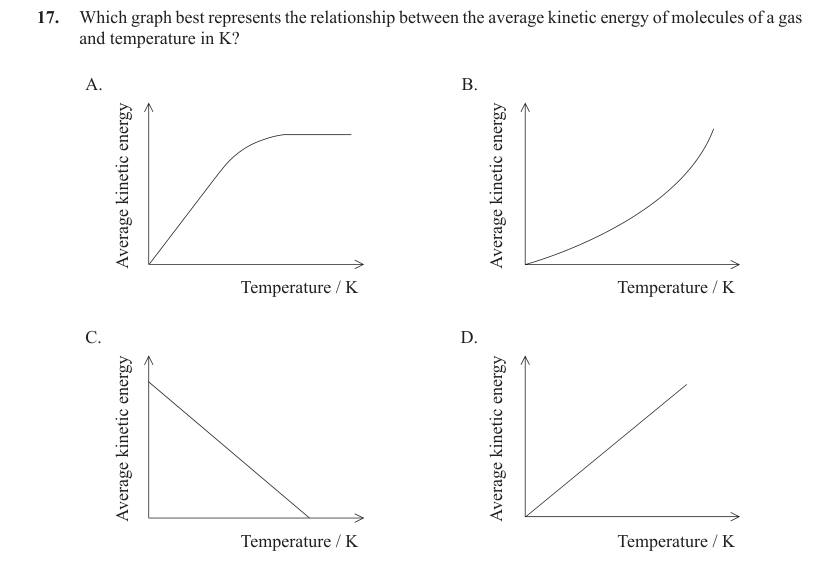 17. Which graph best represents the relationship between the average kinetic energy of molecules of a gas
and temperature in K?
A.
Average kinetic energy
Temperature / K
B.
Average kinetic energy
Temperature / K
C.
Average kinetic energy
Temperature / K
D.
Average kinetic energy
Temperature / K